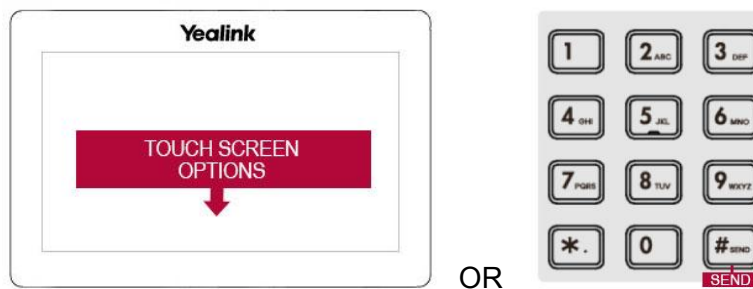 Yealink
TOUCH SCREEN
OPTIONS
OR
1 2 ABC 3 DEF
4 GHI 5 JKL 6 MNO
7 PQRS 8 TUV 9 WXYZ
* . 0 # SEND
SEND